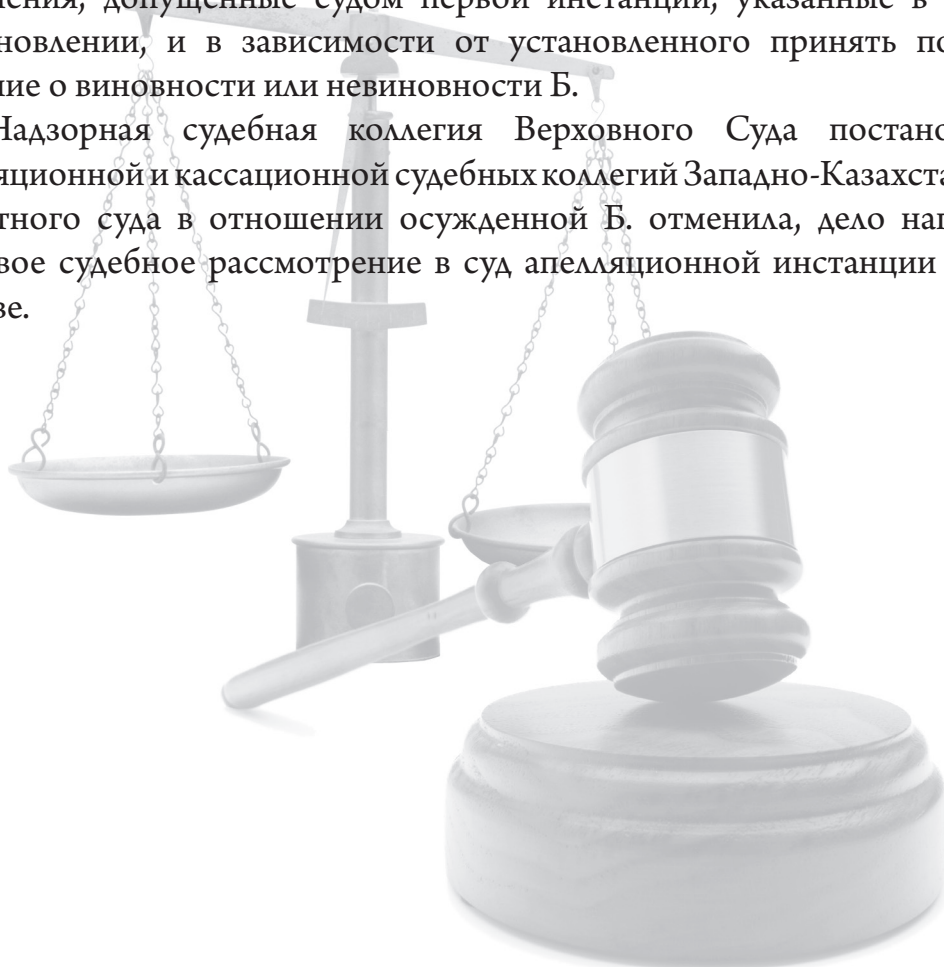 ения, допущенные судом первой инстанции, указанные в
новлении, и в зависимости от установленного принять по
ние о виновности или невиновности Б.
Надзорная судебная коллегия Верховного Суда постано
яционной и кассационной судебных коллегий Западно-Казахста
тного суда в отношении осужденной Б. отменила, дело нап
вое судебное рассмотрение в суд апелляционной инстанции
ве.